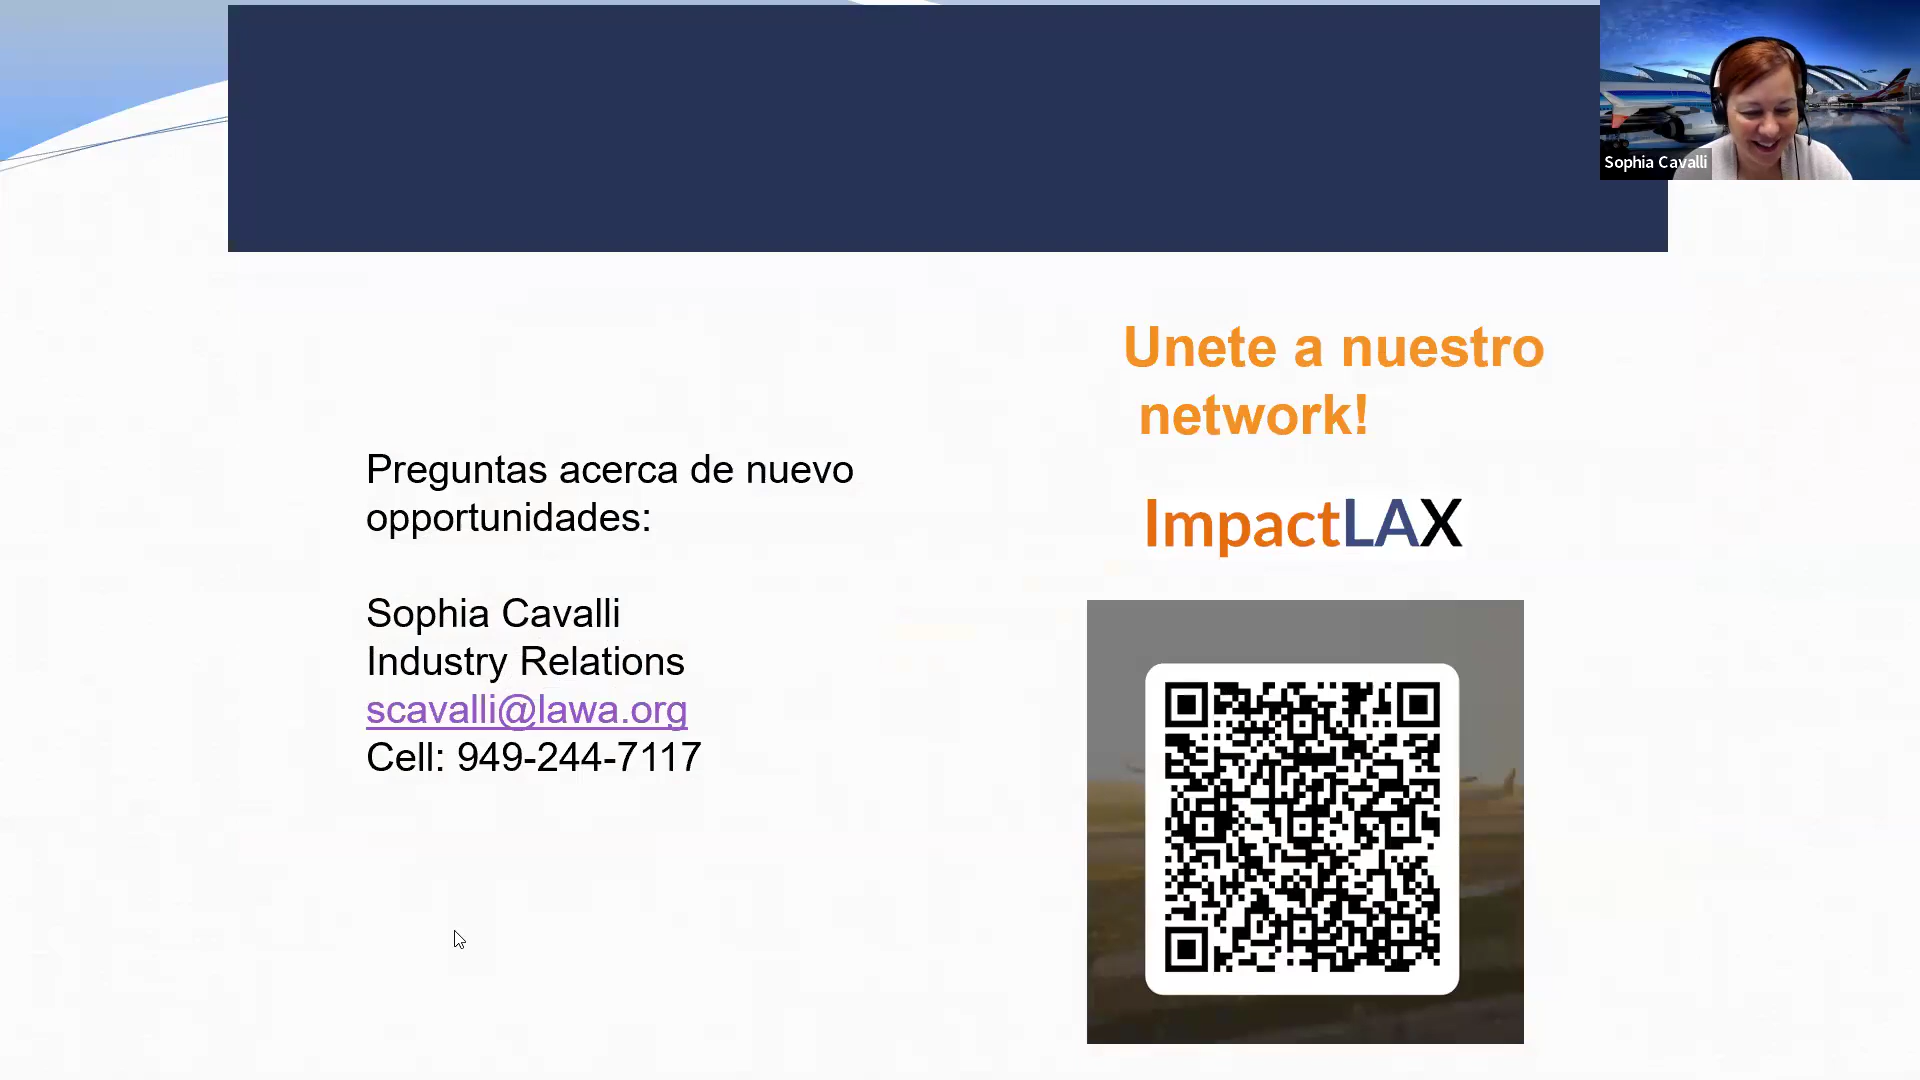 Sophia Cavalli
Unete a nuestro
network!
ImpactLAX
Preguntas acerca de nuevo
opportunidades:
Sophia Cavalli
Industry Relations
scavalli@lawa.org
Cell: 949-244-7117